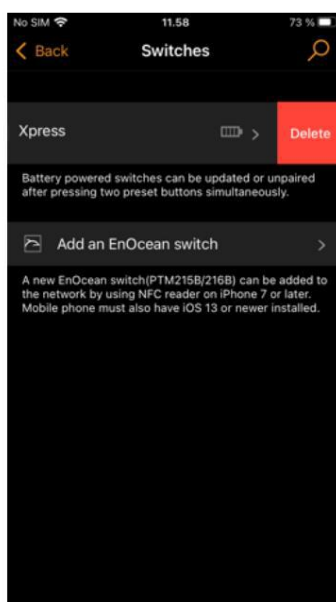 No SIM 11.58 73 %
Back Switches
Xpress Delete
Battery powered switches can be updated or unpaired
after pressing two preset buttons simultaneously.
Add an EnOcean switch
A new EnOcean switch(PTM215B/216B) can be added to
the network by using NFC reader on iPhone 7 or later.
Mobile phone must also have iOS 13 or newer installed.